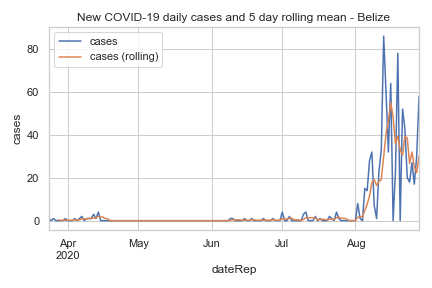 New COVID-19 daily cases and 5 day rolling mean - Belize
cases
cases (rolling)
80
60
40
20
0
cases
Apr
2020
May
Jun
Jul
Aug
dateRep